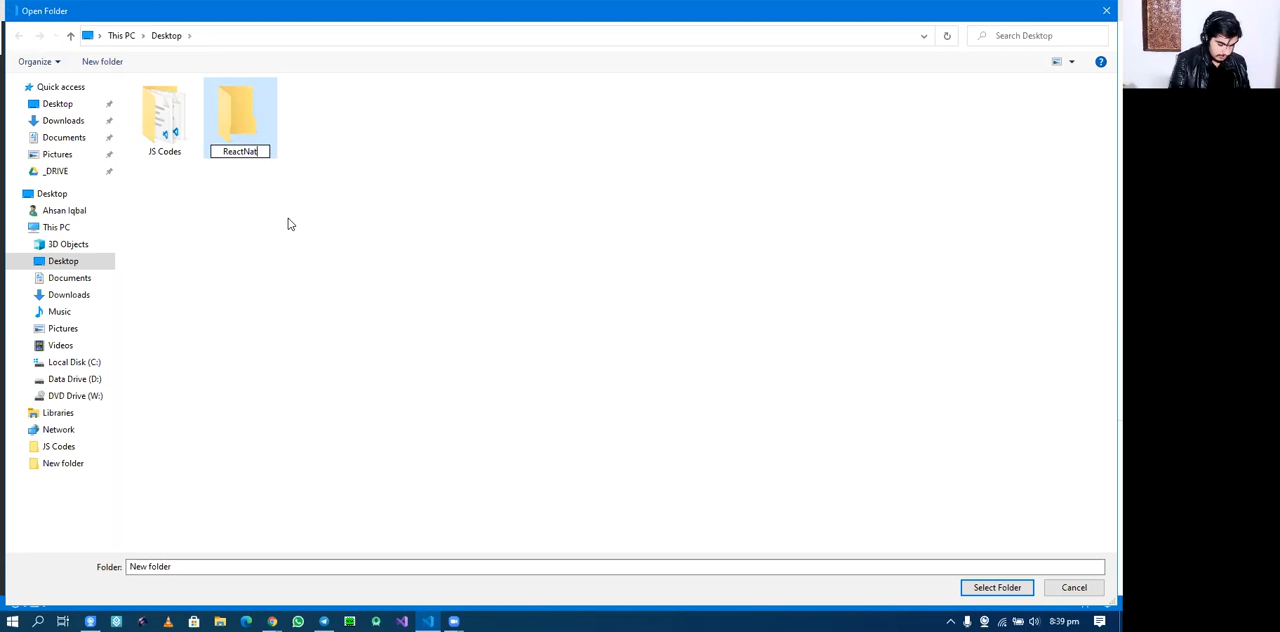 Open Folder
This PC
Desktop
Search Desktop
Organize
New folder
Quick access
Desktop
Downloads
Documents
Pictures
_DRIVE
Desktop
Ahsan Iqbal
This PC
3D Objects
Desktop
Documents
Downloads
Music
Pictures
Videos
Local Disk (C:)
Data Drive (D:)
DVD Drive (W:)
Libraries
Network
JS Codes
New folder
JS Codes
ReactNat
Folder:
New folder
Select Folder
Cancel
8:39 pm